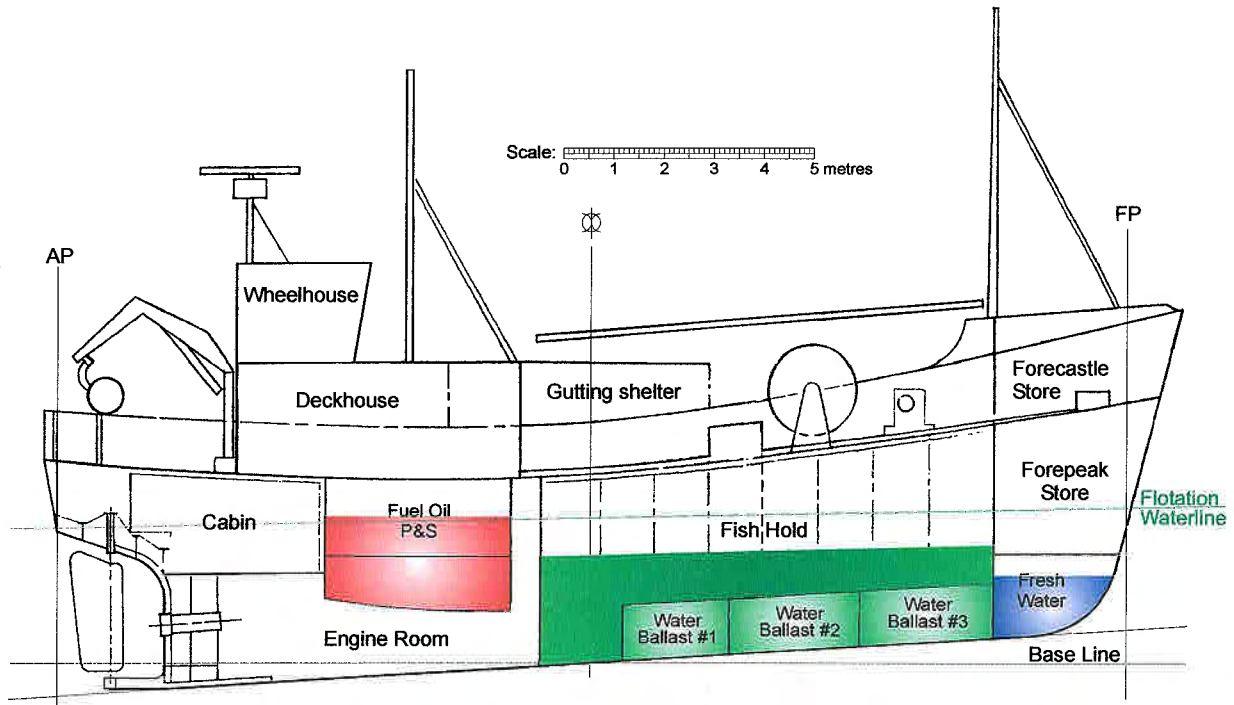 Scale:
0 1 2 3 4 5 metres
AP
FP
Wheelhouse
Deckhouse
Gutting shelter
Forecastle
Store
Forepeak
Store
Flotation
Waterline
Cabin
Fuel Oil
P&S
Fish Hold
Fresh
Water
Water
Ballast #1
Water
Ballast #2
Water
Ballast #3
Engine Room
Base Line